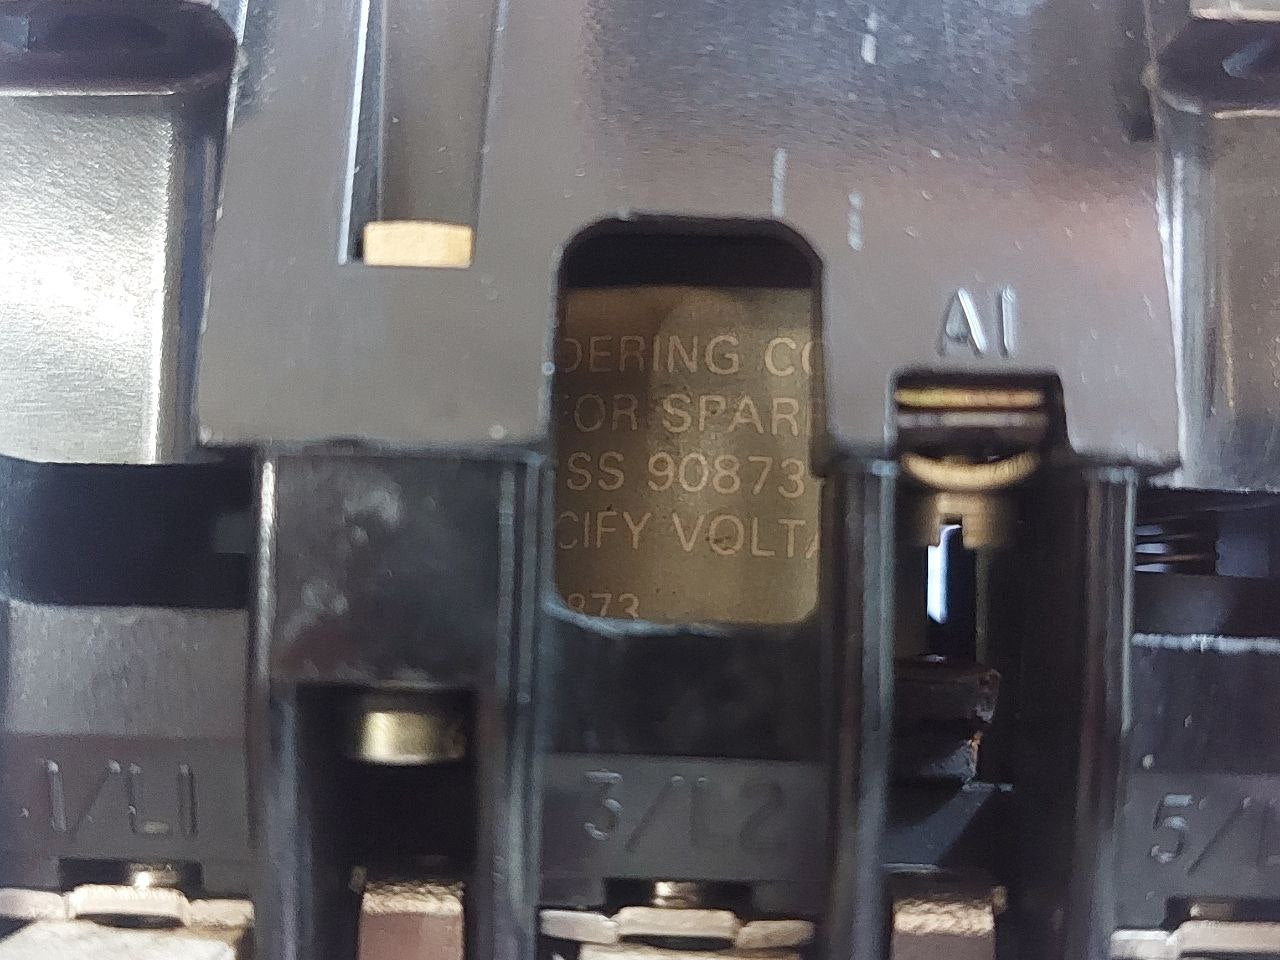 A1
DERING CO
FOR SPAR
SS 90873
CIFY VOLTA
873
1/L1
3/L2
5/L